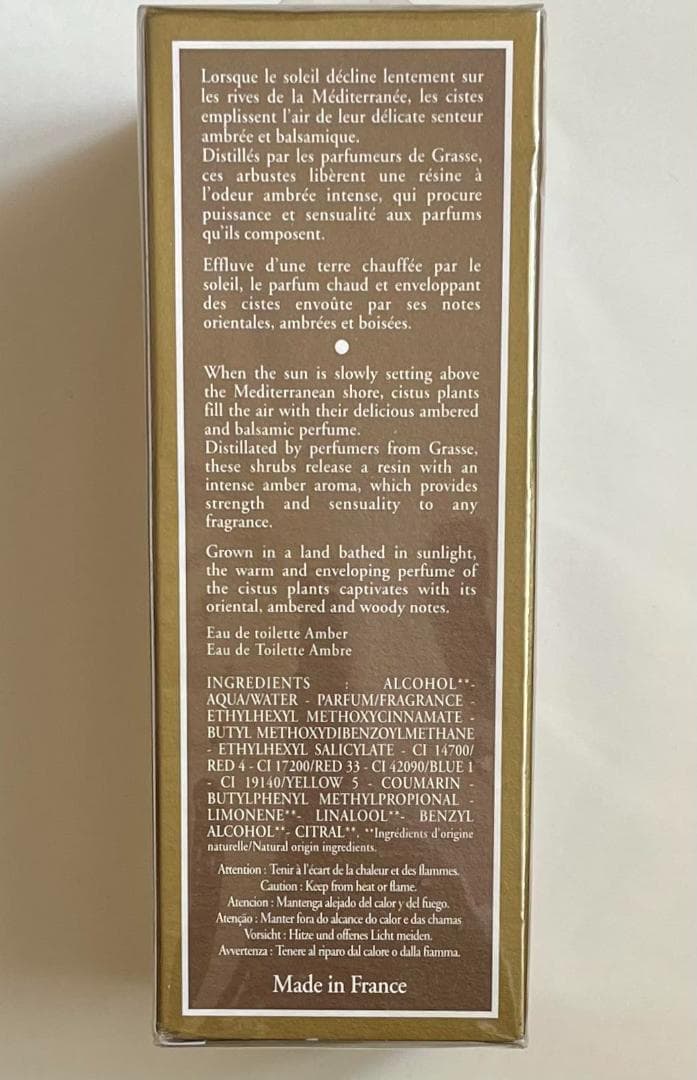 Lorsque le soleil décline lentement sur
les rives de la Méditerranée, les cistes
emplissent l'air de leur délicate senteur
ambrée et balsamique.
Distillés par les parfumeurs de Grasse,
ces arbustes libèrent une résine à
l'odeur ambrée intense, qui procure
puissance et sensualité aux parfums
qu'ils composent.
Effluve d'une terre chauffée par le
soleil, le parfum chaud et enveloppant
des cistes envoûte par ses notes
orientales, ambrées et boisées.
When the sun is slowly setting above
the Mediterranean shore, cistus plants
fill the air with their delicious ambered
and balsamic perfume.
Distillated by perfumers from Grasse,
these shrubs release a resin with an
intense amber aroma, which provides
strength and sensuality to any
fragrance.
Grown in a land bathed in sunlight,
the warm and enveloping perfume of
the cistus plants captivates with its
oriental, ambered and woody notes.
Eau de toilette Amber
Eau de Toilette Ambre
INGREDIENTS : ALCOHOL**-
AQUA/WATER - PARFUM/FRAGRANCE -
ETHYLHEXYL METHOXYCINNAMATE -
BUTYL METHOXYDIBENZOYLMETHANE
- ETHYLHEXYL SALICYLATE - CI 14700/
RED 4 - CI 17200/RED 33 - CI 42090/BLUE 1
- CI 19140/YELLOW 5 - COUMARIN -
BUTYLPHENYL METHYLPROPIONAL -
LIMONENE**- LINALOOL**- BENZYL
ALCOHOL**- CITRAL**. **Ingrédients d'origine
naturelle/Natural origin ingredients.
Attention : Tenir à l'écart de la chaleur et des flammes.
Caution : Keep from heat or flame.
Atencion : Mantenga alejado del calor y del fuego.
Atenção : Manter fora do alcance do calor e das chamas
Vorsicht : Hitze und offenes Licht meiden.
Avvertenza : Tenere al riparo dal calore o dalla fiamma.
Made in France